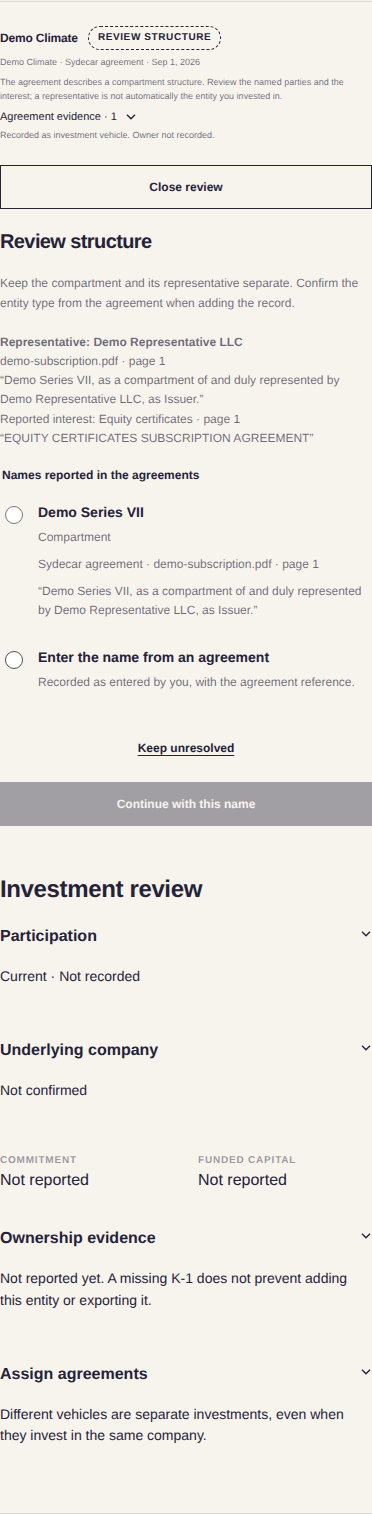 Demo Climate REVIEW STRUCTURE
Demo Climate · Sydecar agreement · Sep 1, 2026
The agreement describes a compartment structure. Review the named parties and the
interest; a representative is not automatically the entity you invested in.
Agreement evidence · 1
Recorded as investment vehicle. Owner not recorded.
Close review
Review structure
Keep the compartment and its representative separate. Confirm the
entity type from the agreement when adding the record.
Representative: Demo Representative LLC
demo-subscription.pdf · page 1
“Demo Series VII, as a compartment of and duly represented by
Demo Representative LLC, as Issuer.”
Reported interest: Equity certificates · page 1
“EQUITY CERTIFICATES SUBSCRIPTION AGREEMENT”
Names reported in the agreements
Demo Series VII
Compartment
Sydecar agreement · demo-subscription.pdf · page 1
“Demo Series VII, as a compartment of and duly represented
by Demo Representative LLC, as Issuer.”
Enter the name from an agreement
Recorded as entered by you, with the agreement reference.
Keep unresolved
Continue with this name
Investment review
Participation
Current · Not recorded
Underlying company
Not confirmed
COMMITMENT FUNDED CAPITAL
Not reported Not reported
Ownership evidence
Not reported yet. A missing K-1 does not prevent adding
this entity or exporting it.
Assign agreements
Different vehicles are separate investments, even when
they invest in the same company.